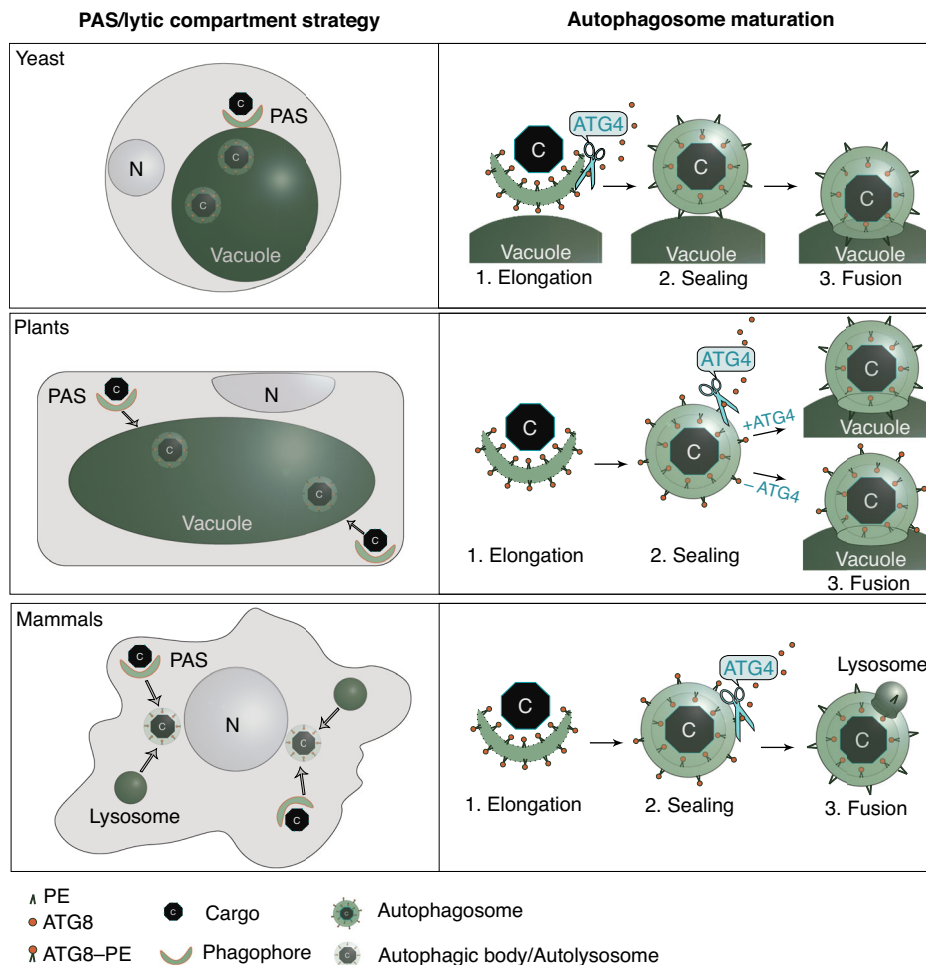 PAS/lytic compartment strategy
Autophagosome maturation
Yeast
C
PAS
N
C
C
Vacuole
ATG4
C
C
C
Vacuole
Vacuole
Vacuole
1. Elongation
2. Sealing
3. Fusion
Plants
PAS
C
N
C
C
Vacuole
C
ATG4
C
C
+ATG4
Vacuole
C
– ATG4
C
Vacuole
1. Elongation
2. Sealing
3. Fusion
Mammals
C
PAS
N
C
C
Lysosome
C
ATG4
Lysosome
C
C
C
1. Elongation
2. Sealing
3. Fusion
PE
ATG8
ATG8–PE
C
Cargo
Phagophore
C
Autophagosome
C
Autophagic body/Autolysosome